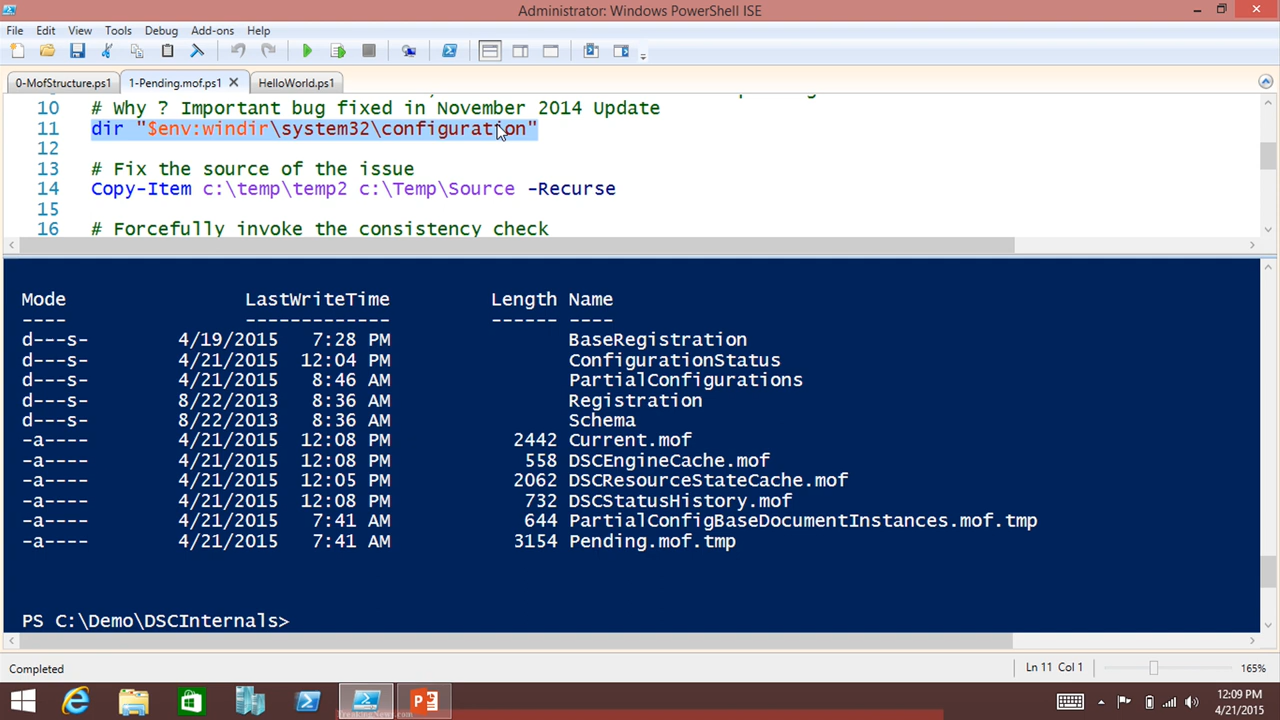 Administrator: Windows PowerShell ISE
File Edit View Tools Debug Add-ons Help
0-MofStructure.ps1 1-Pending.mof.ps1 HelloWorld.ps1
10 # Why ? Important bug fixed in November 2014 Update
11 dir "$env:windir\system32\configuration"
12
13 # Fix the source of the issue
14 Copy-Item c:\temp\temp2 c:\Temp\Source -Recurse
15
16 # Forcefully invoke the consistency check
Mode LastWriteTime Length Name
---- ------------- ------ ----
d---s- 4/19/2015 7:28 PM BaseRegistration
d---s- 4/21/2015 12:04 PM ConfigurationStatus
d---s- 4/21/2015 8:46 AM PartialConfigurations
d---s- 8/22/2013 8:36 AM Registration
d---s- 8/22/2013 8:36 AM Schema
-a---- 4/21/2015 12:08 PM 2442 Current.mof
-a---- 4/21/2015 12:08 PM 558 DSCEngineCache.mof
-a---- 4/21/2015 12:05 PM 2062 DSCResourceStateCache.mof
-a---- 4/21/2015 12:08 PM 732 DSCStatusHistory.mof
-a---- 4/21/2015 7:41 AM 644 PartialConfigBaseDocumentInstances.mof.tmp
-a---- 4/21/2015 7:41 AM 3154 Pending.mof.tmp
PS C:\Demo\DSCInternals>
Completed Ln 11 Col 1 165%
12:09 PM
4/21/2015